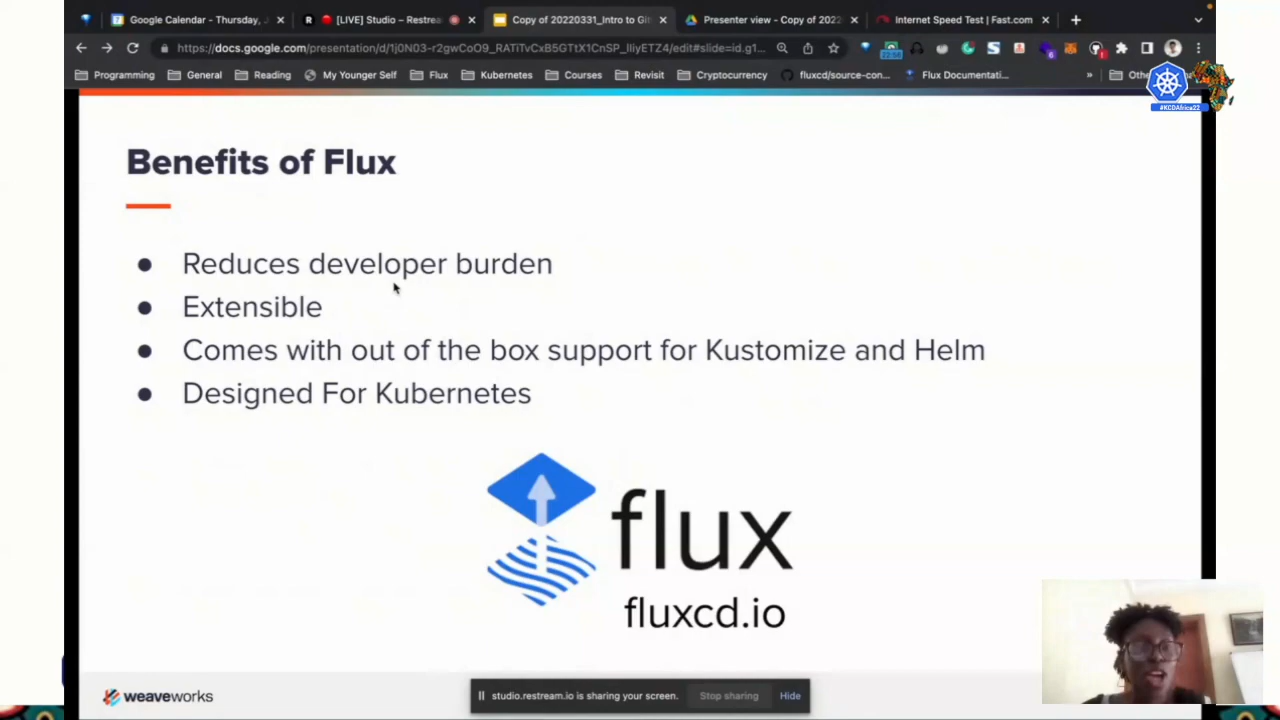 Google Calendar - Thursday, J
[LIVE] Studio – Restrea
Copy of 20220331_Intro to Git
Presenter view - Copy of 2022
Internet Speed Test | Fast.com
Programming
General
Reading
My Younger Self
Flux
Kubernetes
Courses
Revisit
Cryptocurrency
fluxcd/source-con...
Flux Documentati...
»
#KCDAfrica22
Benefits of Flux
● Reduces developer burden
● Extensible
● Comes with out of the box support for Kustomize and Helm
● Designed For Kubernetes
flux
fluxcd.io
weaveworks
studio.restream.io is sharing your screen.
Stop sharing
Hide